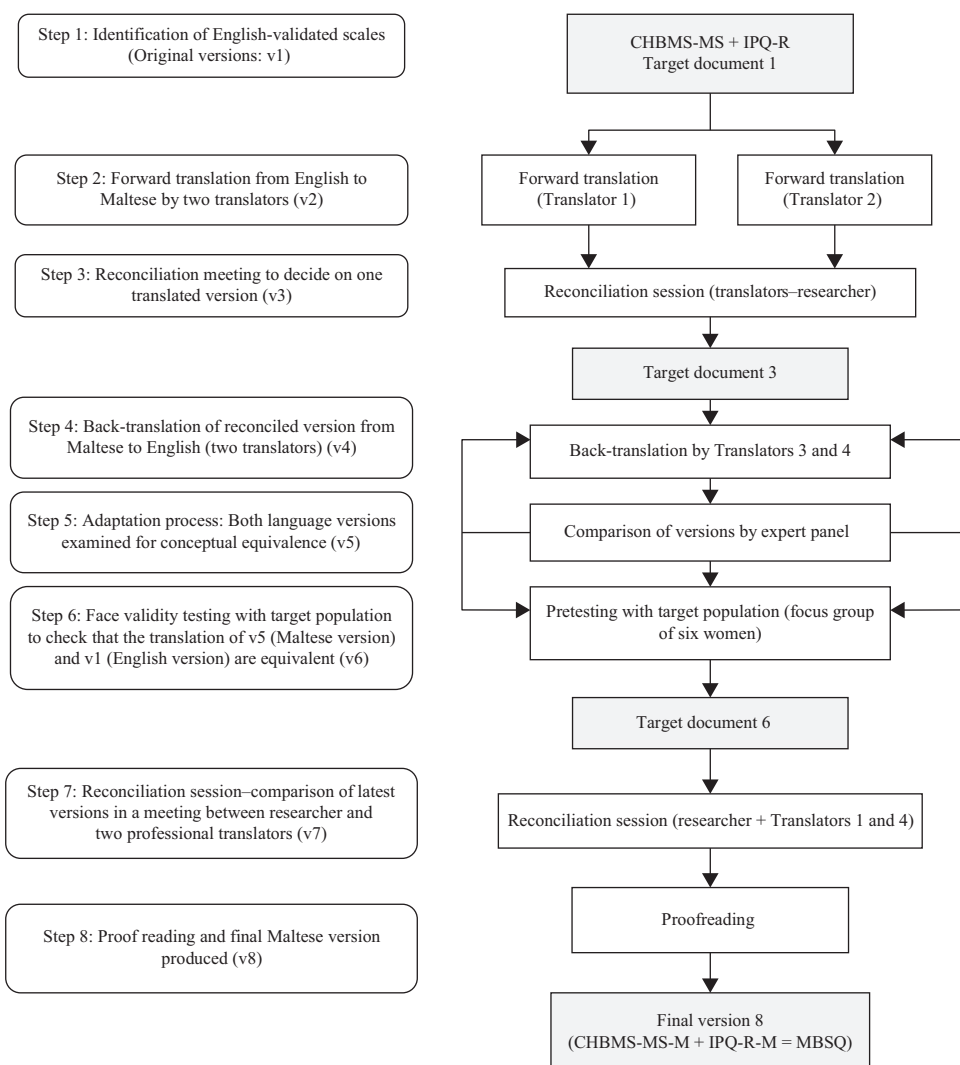 Step 1: Identification of English-validated scales
(Original versions: v1)
CHBMS-MS + IPQ-R
Target document 1
Step 2: Forward translation from English to
Maltese by two translators (v2)
Forward translation
(Translator 1)
Forward translation
(Translator 2)
Step 3: Reconciliation meeting to decide on one
translated version (v3)
Reconciliation session (translators–researcher)
Target document 3
Step 4: Back-translation of reconciled version from
Maltese to English (two translators) (v4)
Back-translation by Translators 3 and 4
Step 5: Adaptation process: Both language versions
examined for conceptual equivalence (v5)
Comparison of versions by expert panel
Step 6: Face validity testing with target population
to check that the translation of v5 (Maltese version)
and v1 (English version) are equivalent (v6)
Pretesting with target population (focus group
of six women)
Target document 6
Step 7: Reconciliation session–comparison of latest
versions in a meeting between researcher and
two professional translators (v7)
Reconciliation session (researcher + Translators 1 and 4)
Proofreading
Step 8: Proof reading and final Maltese version
produced (v8)
Final version 8
(CHBMS-MS-M + IPQ-R-M = MBSQ)